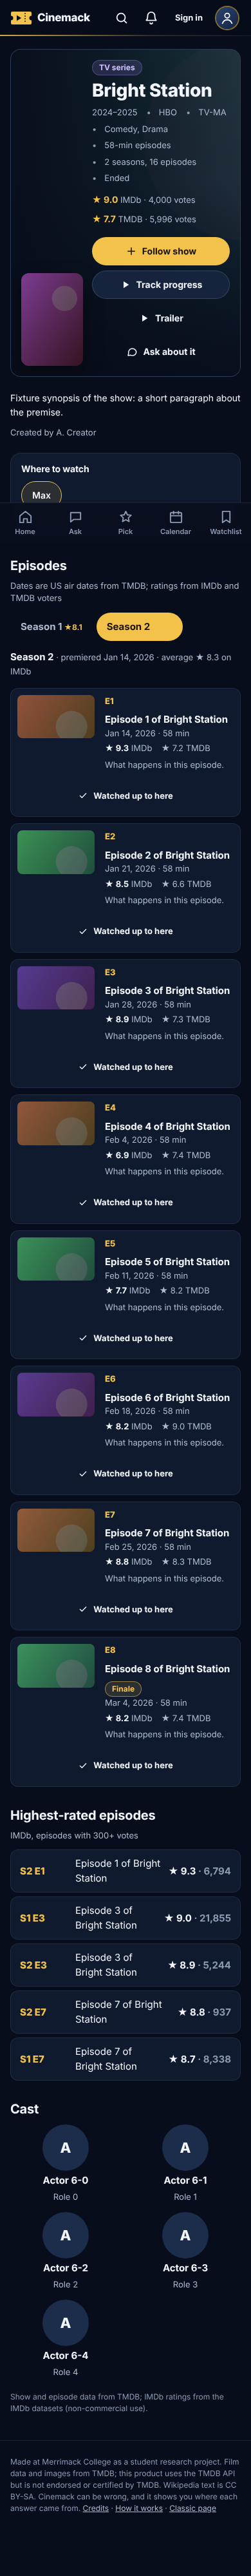 Cinemack
Sign in
TV series
Bright Station
2024–2025 • HBO • TV-MA
• Comedy, Drama
• 58-min episodes
• 2 seasons, 16 episodes
• Ended
★ 9.0 IMDb · 4,000 votes
★ 7.7 TMDB · 5,996 votes
Follow show
Track progress
Trailer
Ask about it
Fixture synopsis of the show: a short paragraph about
the premise.
Created by A. Creator
Where to watch
Max
Home
Ask
Pick
Calendar
Watchlist
Episodes
Dates are US air dates from TMDB; ratings from IMDb and
TMDB voters
Season 1 ★8.1
Season 2
Season 2 · premiered Jan 14, 2026 · average ★ 8.3 on
IMDb
E1
Episode 1 of Bright Station
Jan 14, 2026 · 58 min
★ 9.3 IMDb ★ 7.2 TMDB
What happens in this episode.
Watched up to here
E2
Episode 2 of Bright Station
Jan 21, 2026 · 58 min
★ 8.5 IMDb ★ 6.6 TMDB
What happens in this episode.
Watched up to here
E3
Episode 3 of Bright Station
Jan 28, 2026 · 58 min
★ 8.9 IMDb ★ 7.3 TMDB
What happens in this episode.
Watched up to here
E4
Episode 4 of Bright Station
Feb 4, 2026 · 58 min
★ 6.9 IMDb ★ 7.4 TMDB
What happens in this episode.
Watched up to here
E5
Episode 5 of Bright Station
Feb 11, 2026 · 58 min
★ 7.7 IMDb ★ 8.2 TMDB
What happens in this episode.
Watched up to here
E6
Episode 6 of Bright Station
Feb 18, 2026 · 58 min
★ 8.2 IMDb ★ 9.0 TMDB
What happens in this episode.
Watched up to here
E7
Episode 7 of Bright Station
Feb 25, 2026 · 58 min
★ 8.8 IMDb ★ 8.3 TMDB
What happens in this episode.
Watched up to here
E8
Episode 8 of Bright Station
Finale
Mar 4, 2026 · 58 min
★ 8.2 IMDb ★ 7.4 TMDB
What happens in this episode.
Watched up to here
Highest-rated episodes
IMDb, episodes with 300+ votes
S2 E1 Episode 1 of Bright Station ★ 9.3 · 6,794
S1 E3 Episode 3 of Bright Station ★ 9.0 · 21,855
S2 E3 Episode 3 of Bright Station ★ 8.9 · 5,244
S2 E7 Episode 7 of Bright Station ★ 8.8 · 937
S1 E7 Episode 7 of Bright Station ★ 8.7 · 8,338
Cast
A
Actor 6-0
Role 0
A
Actor 6-1
Role 1
A
Actor 6-2
Role 2
A
Actor 6-3
Role 3
A
Actor 6-4
Role 4
Show and episode data from TMDB; IMDb ratings from the
IMDb datasets (non-commercial use).
Made at Merrimack College as a student research project. Film
data and images from TMDB; this product uses the TMDB API
but is not endorsed or certified by TMDB. Wikipedia text is CC
BY-SA. Cinemack can be wrong, and it shows you where each
answer came from. Credits · How it works · Classic page